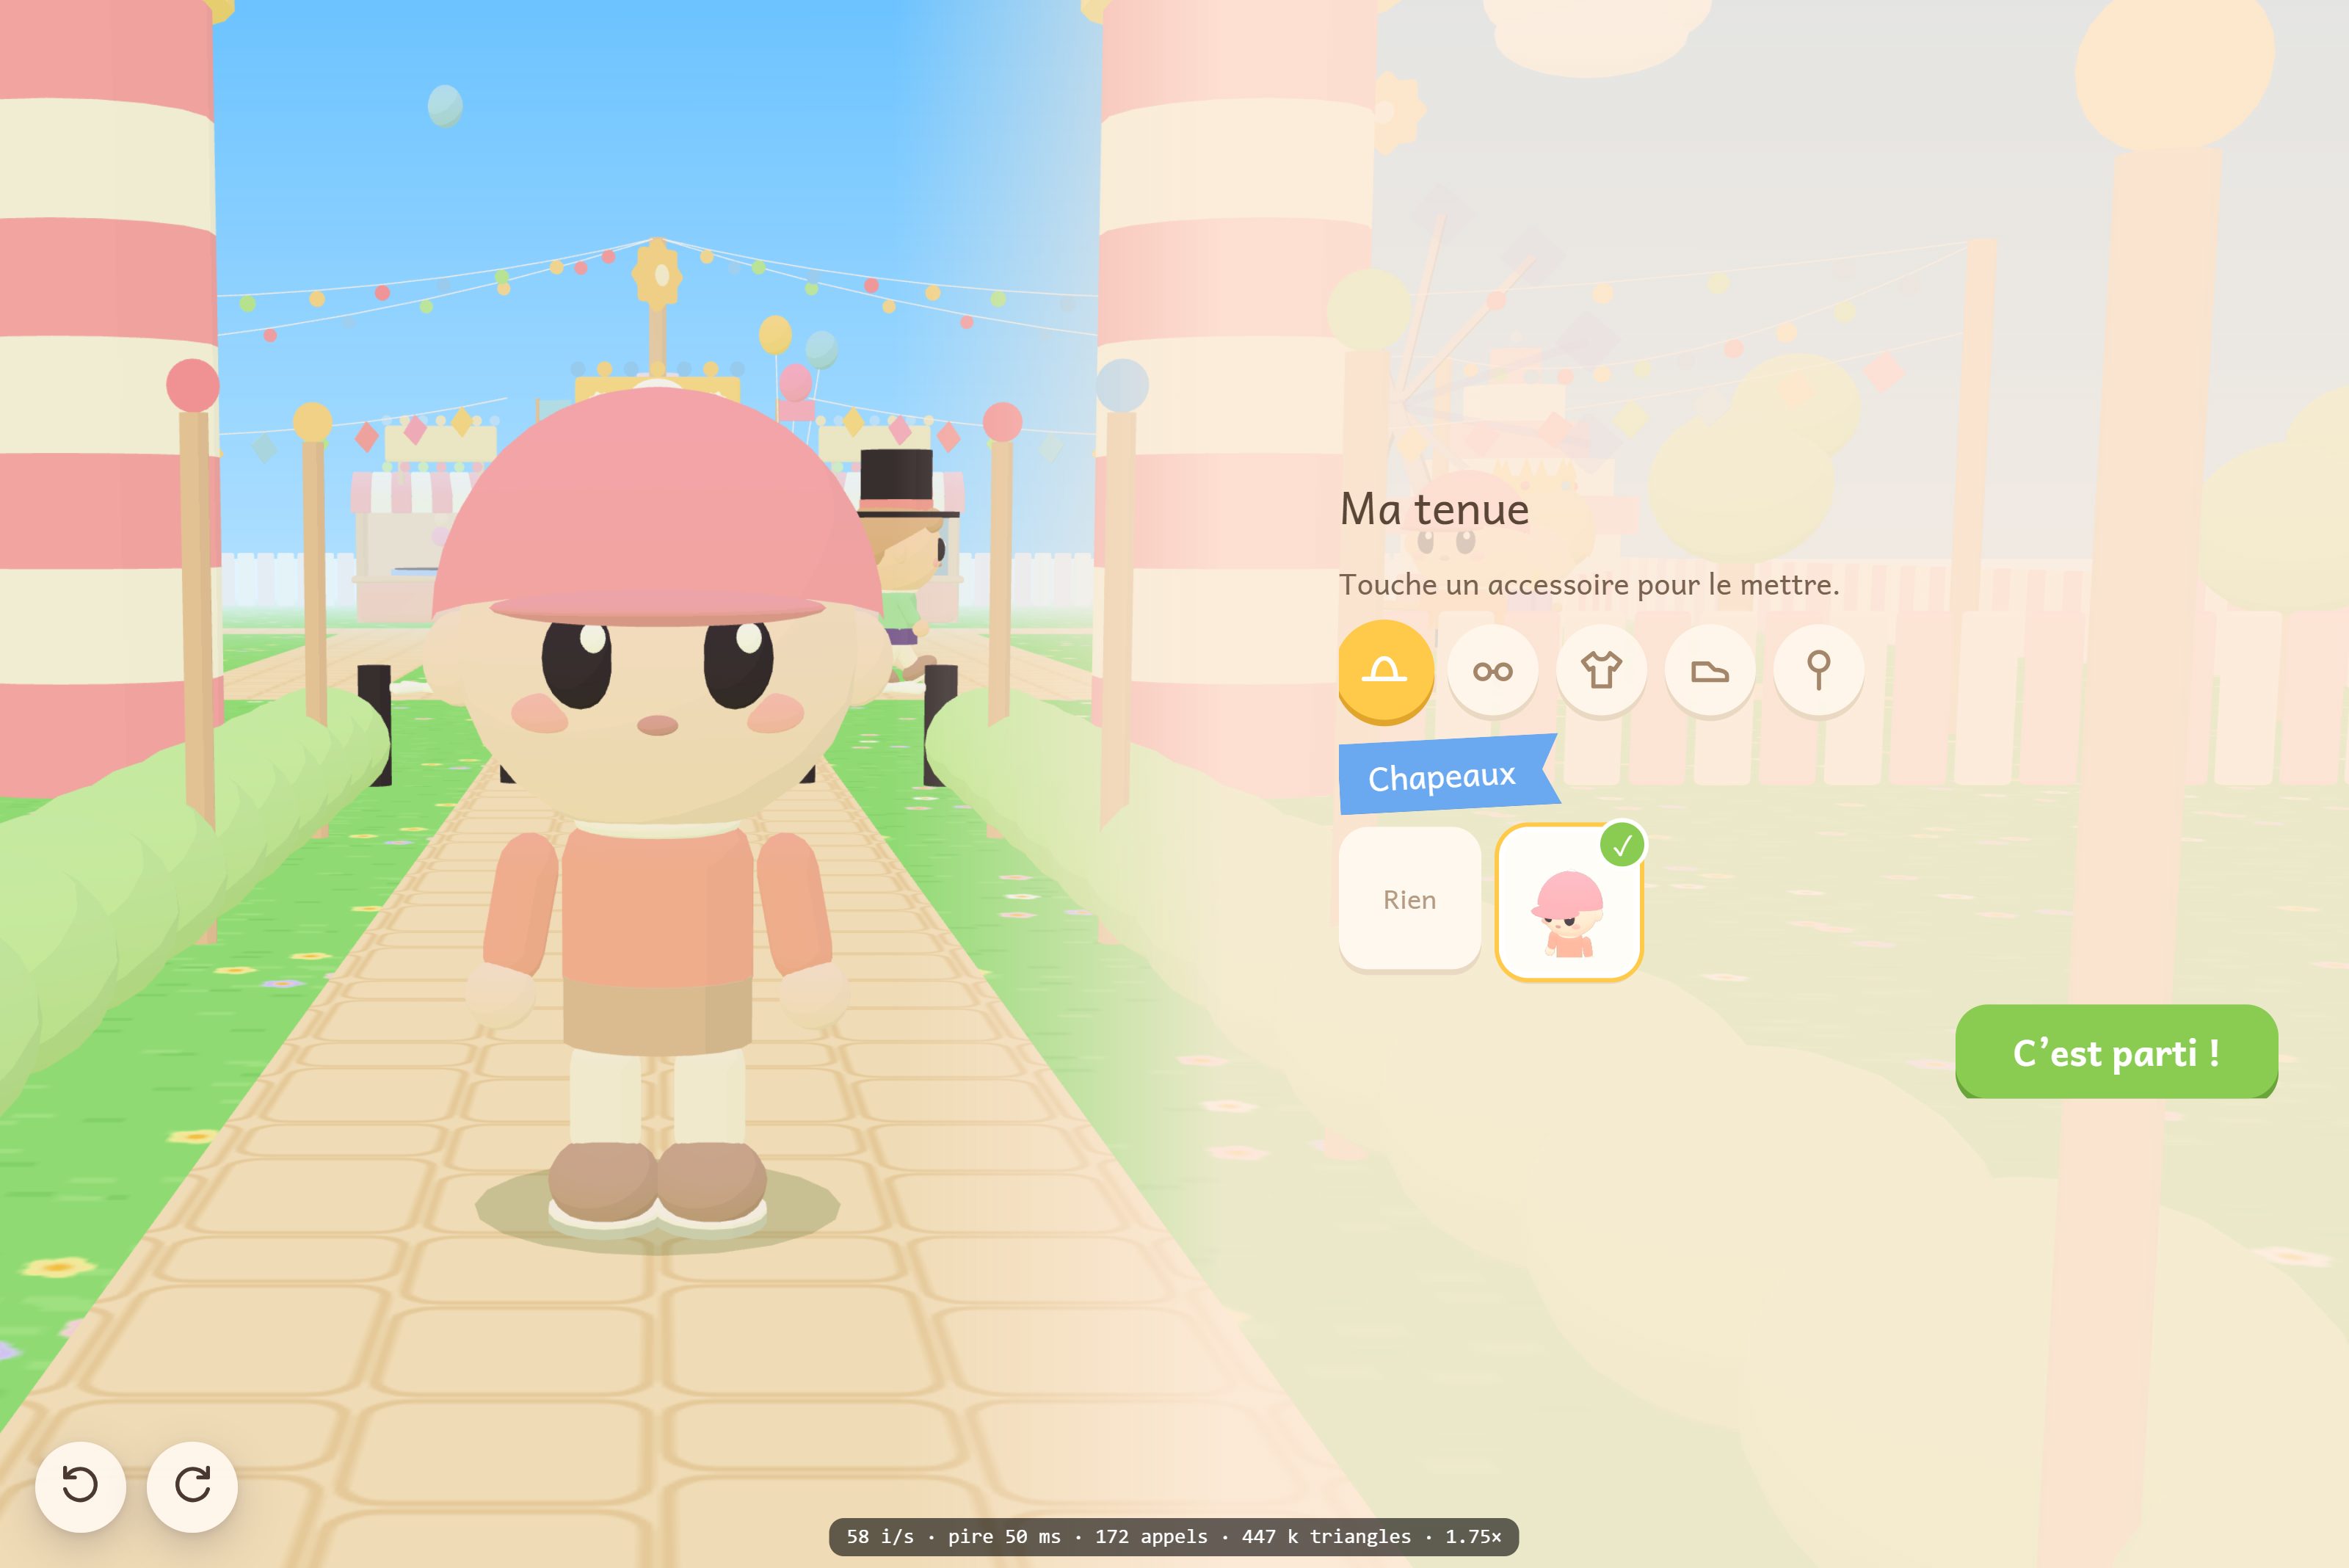 Ma tenue
Touche un accessoire pour le mettre.
Chapeaux
Rien
C’est parti !
58 i/s · pire 50 ms · 172 appels · 447 k triangles · 1.75×